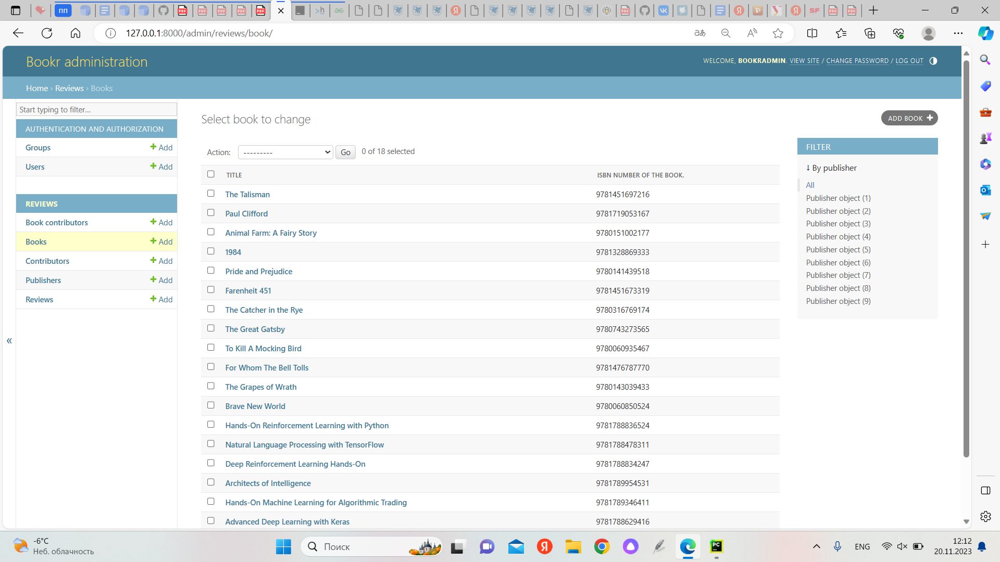 пп
127.0.0.1:8000/admin/reviews/book/
Bookr administration
WELCOME, BOOKRADMIN. VIEW SITE / CHANGE PASSWORD / LOG OUT
Home › Reviews › Books
Start typing to filter...
AUTHENTICATION AND AUTHORIZATION
Groups Add
Users Add
REVIEWS
Book contributors Add
Books Add
Contributors Add
Publishers Add
Reviews Add
«
Select book to change
ADD BOOK
Action: --------- Go 0 of 18 selected
TITLE ISBN NUMBER OF THE BOOK.
The Talisman 9781451697216
Paul Clifford 9781719053167
Animal Farm: A Fairy Story 9780151002177
1984 9781328869333
Pride and Prejudice 9780141439518
Farenheit 451 9781451673319
The Catcher in the Rye 9780316769174
The Great Gatsby 9780743273565
To Kill A Mocking Bird 9780060935467
For Whom The Bell Tolls 9781476787770
The Grapes of Wrath 9780143039433
Brave New World 9780060850524
Hands-On Reinforcement Learning with Python 9781788836524
Natural Language Processing with TensorFlow 9781788478311
Deep Reinforcement Learning Hands-On 9781788834247
Architects of Intelligence 9781789954531
Hands-On Machine Learning for Algorithmic Trading 9781789346411
Advanced Deep Learning with Keras 9781788629416
FILTER
↓ By publisher
All
Publisher object (1)
Publisher object (2)
Publisher object (3)
Publisher object (4)
Publisher object (5)
Publisher object (6)
Publisher object (7)
Publisher object (8)
Publisher object (9)
-6°C
Неб. облачность
Поиск
ENG
12:12
20.11.2023